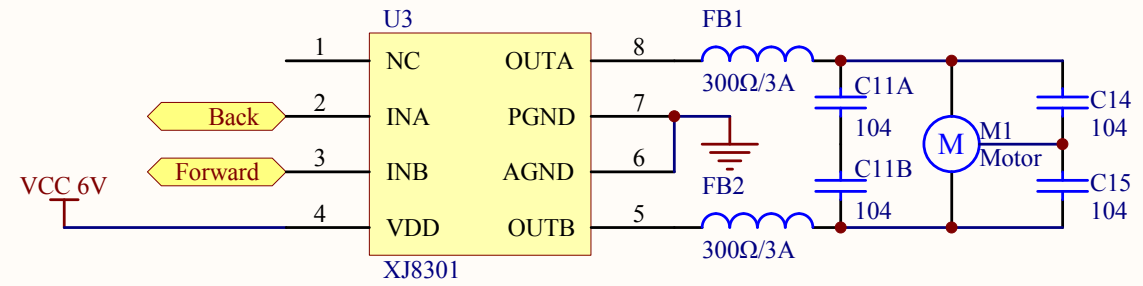 U3
FB1
1
NC
OUTA
8
300Ω/3A
C11A
104
C14
104
Back
2
INA
PGND
7
M
M1
Motor
Forward
3
INB
AGND
6
FB2
C11B
104
C15
104
VCC 6V
4
VDD
OUTB
5
300Ω/3A
XJ8301